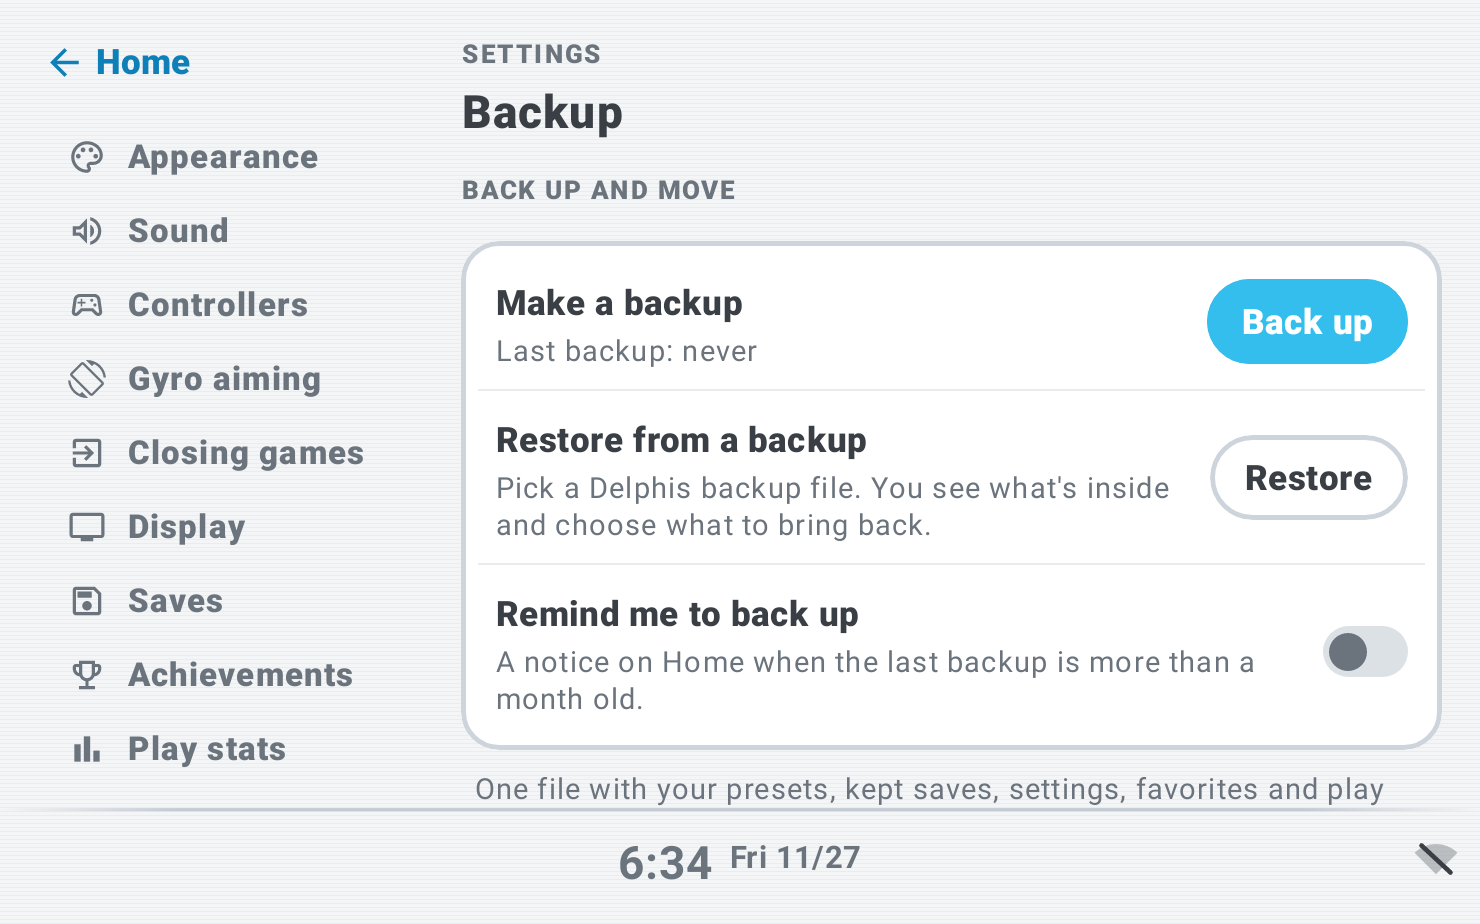 Home
Appearance
Sound
Controllers
Gyro aiming
Closing games
Display
Saves
Achievements
Play stats
SETTINGS
Backup
BACK UP AND MOVE
Make a backup
Last backup: never
Back up
Restore from a backup
Pick a Delphis backup file. You see what's inside
and choose what to bring back.
Restore
Remind me to back up
A notice on Home when the last backup is more than a
month old.
One file with your presets, kept saves, settings, favorites and play
6:34 Fri 11/27